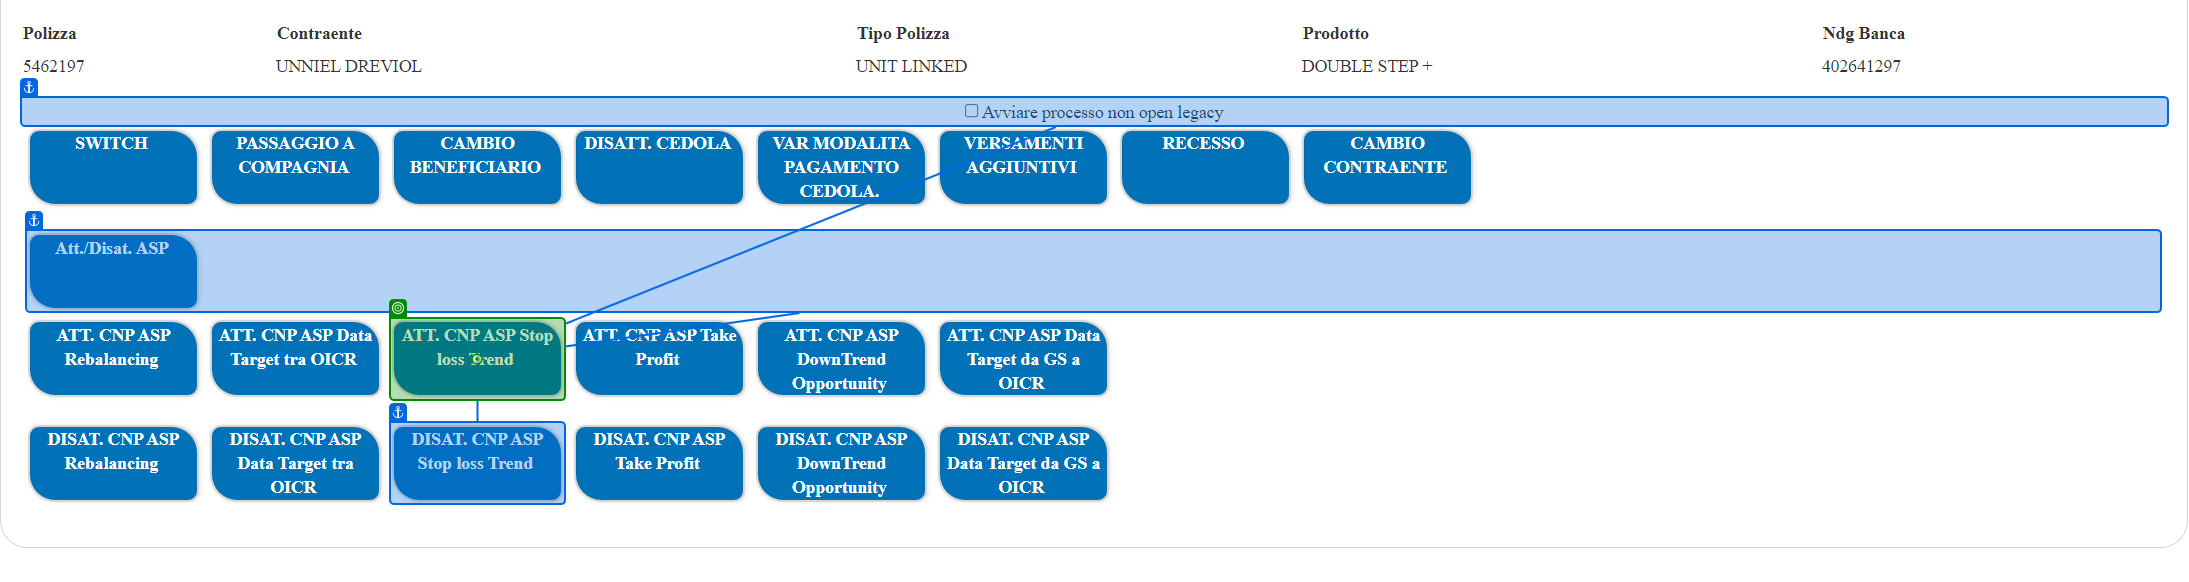 Polizza Contraente Tipo Polizza Prodotto Ndg Banca
5462197 UNNIEL DREVIOL UNIT LINKED DOUBLE STEP + 402641297
Avviare processo non open legacy
SWITCH
PASSAGGIO A
COMPAGNIA
CAMBIO
BENEFICIARIO
DISATT. CEDOLA
VAR MODALITA
PAGAMENTO
CEDOLA.
VERSAMENTI
AGGIUNTIVI
RECESSO
CAMBIO
CONTRAENTE
Att./Disat. ASP
ATT. CNP ASP
Rebalancing
ATT. CNP ASP Data
Target tra OICR
ATT. CNP ASP Stop
loss Trend
ATT. CNP ASP Take
Profit
ATT. CNP ASP
DownTrend
Opportunity
ATT. CNP ASP Data
Target da GS a
OICR
DISAT. CNP ASP
Rebalancing
DISAT. CNP ASP
Data Target tra
OICR
DISAT. CNP ASP
Stop loss Trend
DISAT. CNP ASP
Take Profit
DISAT. CNP ASP
DownTrend
Opportunity
DISAT. CNP ASP
Data Target da GS a
OICR